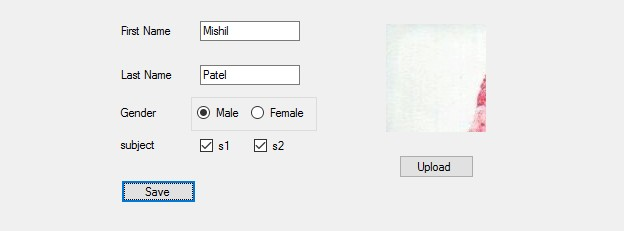 First Name Mishil
Last Name Patel
Gender Male Female
subject s1 s2
Upload
Save